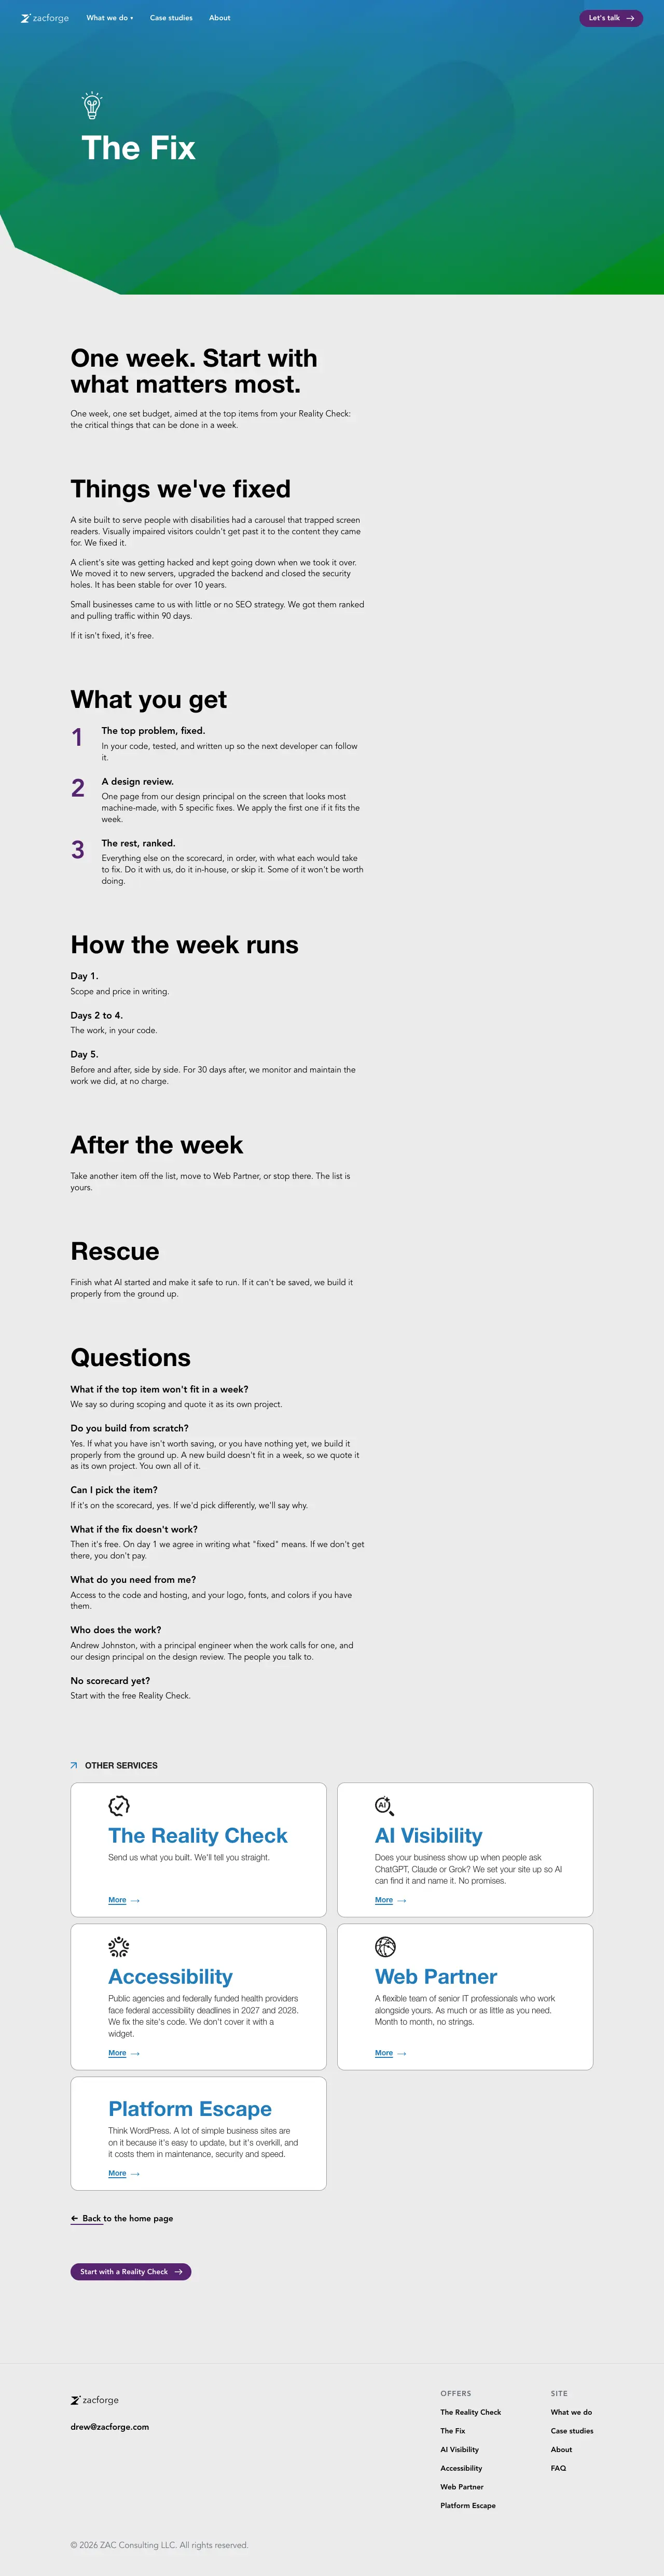 zacforge
What we do
Case studies
About
Let's talk
The Fix
One week. Start with
what matters most.
One week, one set budget, aimed at the top items from your Reality Check:
the critical things that can be done in a week.
Things we've fixed
A site built to serve people with disabilities had a carousel that trapped screen
readers. Visually impaired visitors couldn't get past it to the content they came
for. We fixed it.
A client's site was getting hacked and kept going down when we took it over.
We moved it to new servers, upgraded the backend and closed the security
holes. It has been stable for over 10 years.
Small businesses came to us with little or no SEO strategy. We got them ranked
and pulling traffic within 90 days.
If it isn't fixed, it's free.
What you get
1
The top problem, fixed.
In your code, tested, and written up so the next developer can follow
it.
2
A design review.
One page from our design principal on the screen that looks most
machine-made, with 5 specific fixes. We apply the first one if it fits the
week.
3
The rest, ranked.
Everything else on the scorecard, in order, with what each would take
to fix. Do it with us, do it in-house, or skip it. Some of it won't be worth
doing.
How the week runs
Day 1.
Scope and price in writing.
Days 2 to 4.
The work, in your code.
Day 5.
Before and after, side by side. For 30 days after, we monitor and maintain the
work we did, at no charge.
After the week
Take another item off the list, move to Web Partner, or stop there. The list is
yours.
Rescue
Finish what AI started and make it safe to run. If it can't be saved, we build it
properly from the ground up.
Questions
What if the top item won't fit in a week?
We say so during scoping and quote it as its own project.
Do you build from scratch?
Yes. If what you have isn't worth saving, or you have nothing yet, we build it
properly from the ground up. A new build doesn't fit in a week, so we quote it
as its own project. You own all of it.
Can I pick the item?
If it's on the scorecard, yes. If we'd pick differently, we'll say why.
What if the fix doesn't work?
Then it's free. On day 1 we agree in writing what "fixed" means. If we don't get
there, you don't pay.
What do you need from me?
Access to the code and hosting, and your logo, fonts, and colors if you have
them.
Who does the work?
Andrew Johnston, with a principal engineer when the work calls for one, and
our design principal on the design review. The people you talk to.
No scorecard yet?
Start with the free Reality Check.
OTHER SERVICES
The Reality Check
Send us what you built. We'll tell you straight.
More
AI
AI Visibility
Does your business show up when people ask
ChatGPT, Claude or Grok? We set your site up so AI
can find it and name it. No promises.
More
Accessibility
Public agencies and federally funded health providers
face federal accessibility deadlines in 2027 and 2028.
We fix the site's code. We don't cover it with a
widget.
More
Web Partner
A flexible team of senior IT professionals who work
alongside yours. As much or as little as you need.
Month to month, no strings.
More
Platform Escape
Think WordPress. A lot of simple business sites are
on it because it's easy to update, but it's overkill, and
it costs them in maintenance, security and speed.
More
Back to the home page
Start with a Reality Check
zacforge
drew@zacforge.com
OFFERS
The Reality Check
The Fix
AI Visibility
Accessibility
Web Partner
Platform Escape
SITE
What we do
Case studies
About
FAQ
© 2026 ZAC Consulting LLC. All rights reserved.